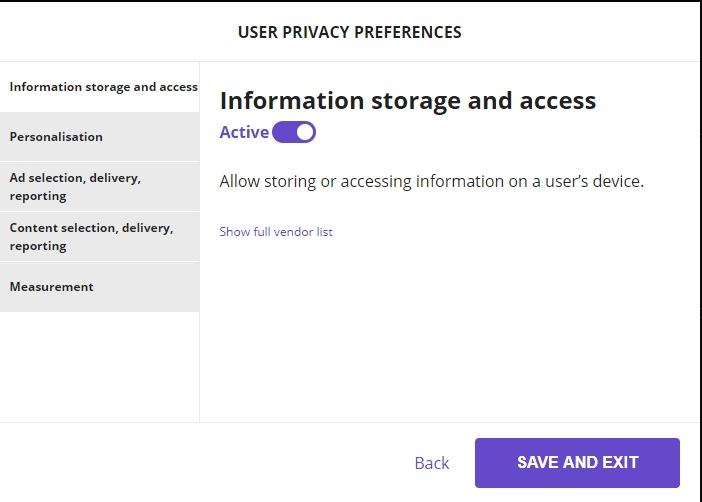 USER PRIVACY PREFERENCES
Information storage and access
Personalisation
Ad selection, delivery,
reporting
Content selection, delivery,
reporting
Measurement
Information storage and access
Active
Allow storing or accessing information on a user’s device.
Show full vendor list
Back
SAVE AND EXIT